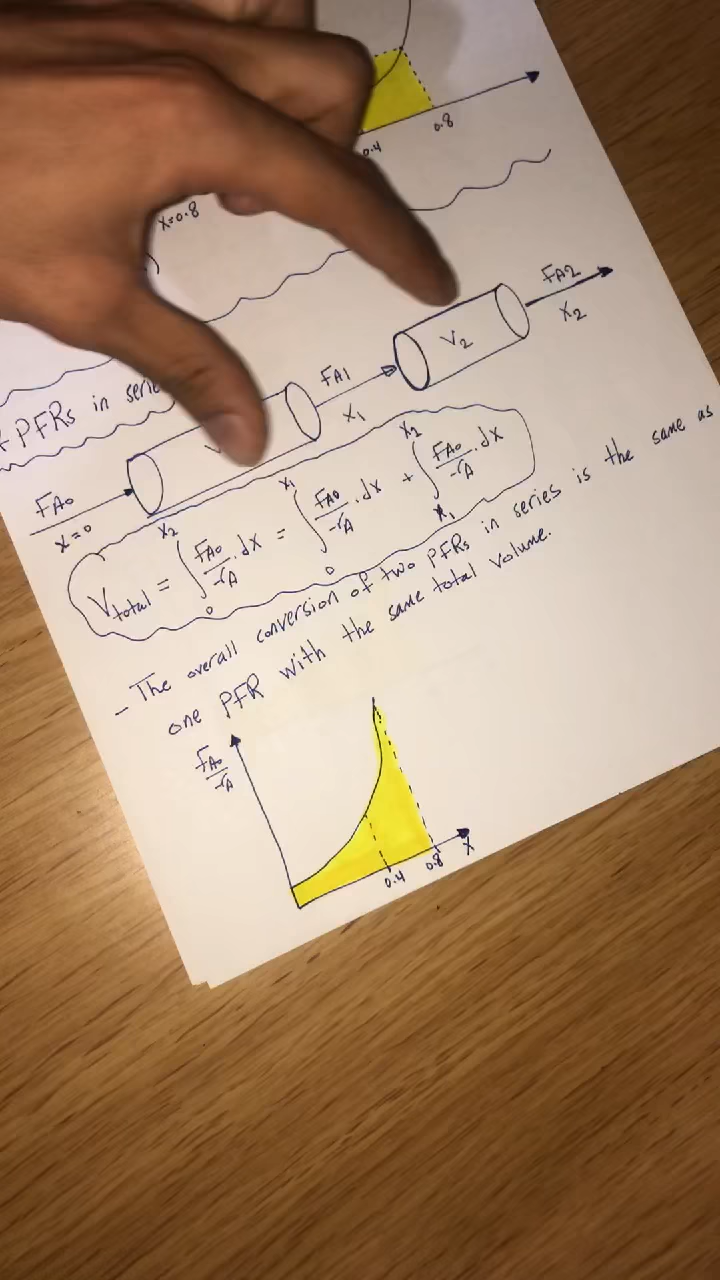 0.4
0.8
X=0.8
PFRs in
FA0
X=0
FA1
X1
V2
FA2
X2
Vtotal = ∫₀^X2 FA0/-rA . dX = ∫₀^X1 FA0/-rA . dX + ∫X1^X2 FA0/-rA . dX
- The overall conversion of two PFRs in series is the same as
one PFR with the same total volume.
FA0/-rA
0.4
0.8
X